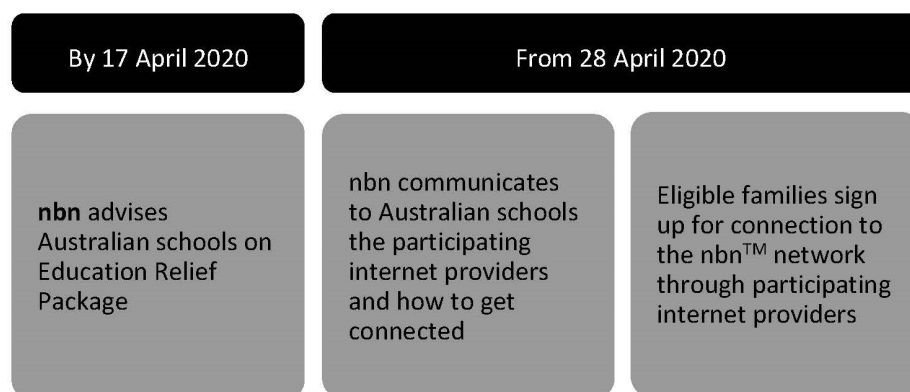 By 17 April 2020
From 28 April 2020
nbn advises
Australian schools on
Education Relief
Package
nbn communicates
to Australian schools
the participating
internet providers
and how to get
connected
Eligible families sign
up for connection to
the nbn™ network
through participating
internet providers